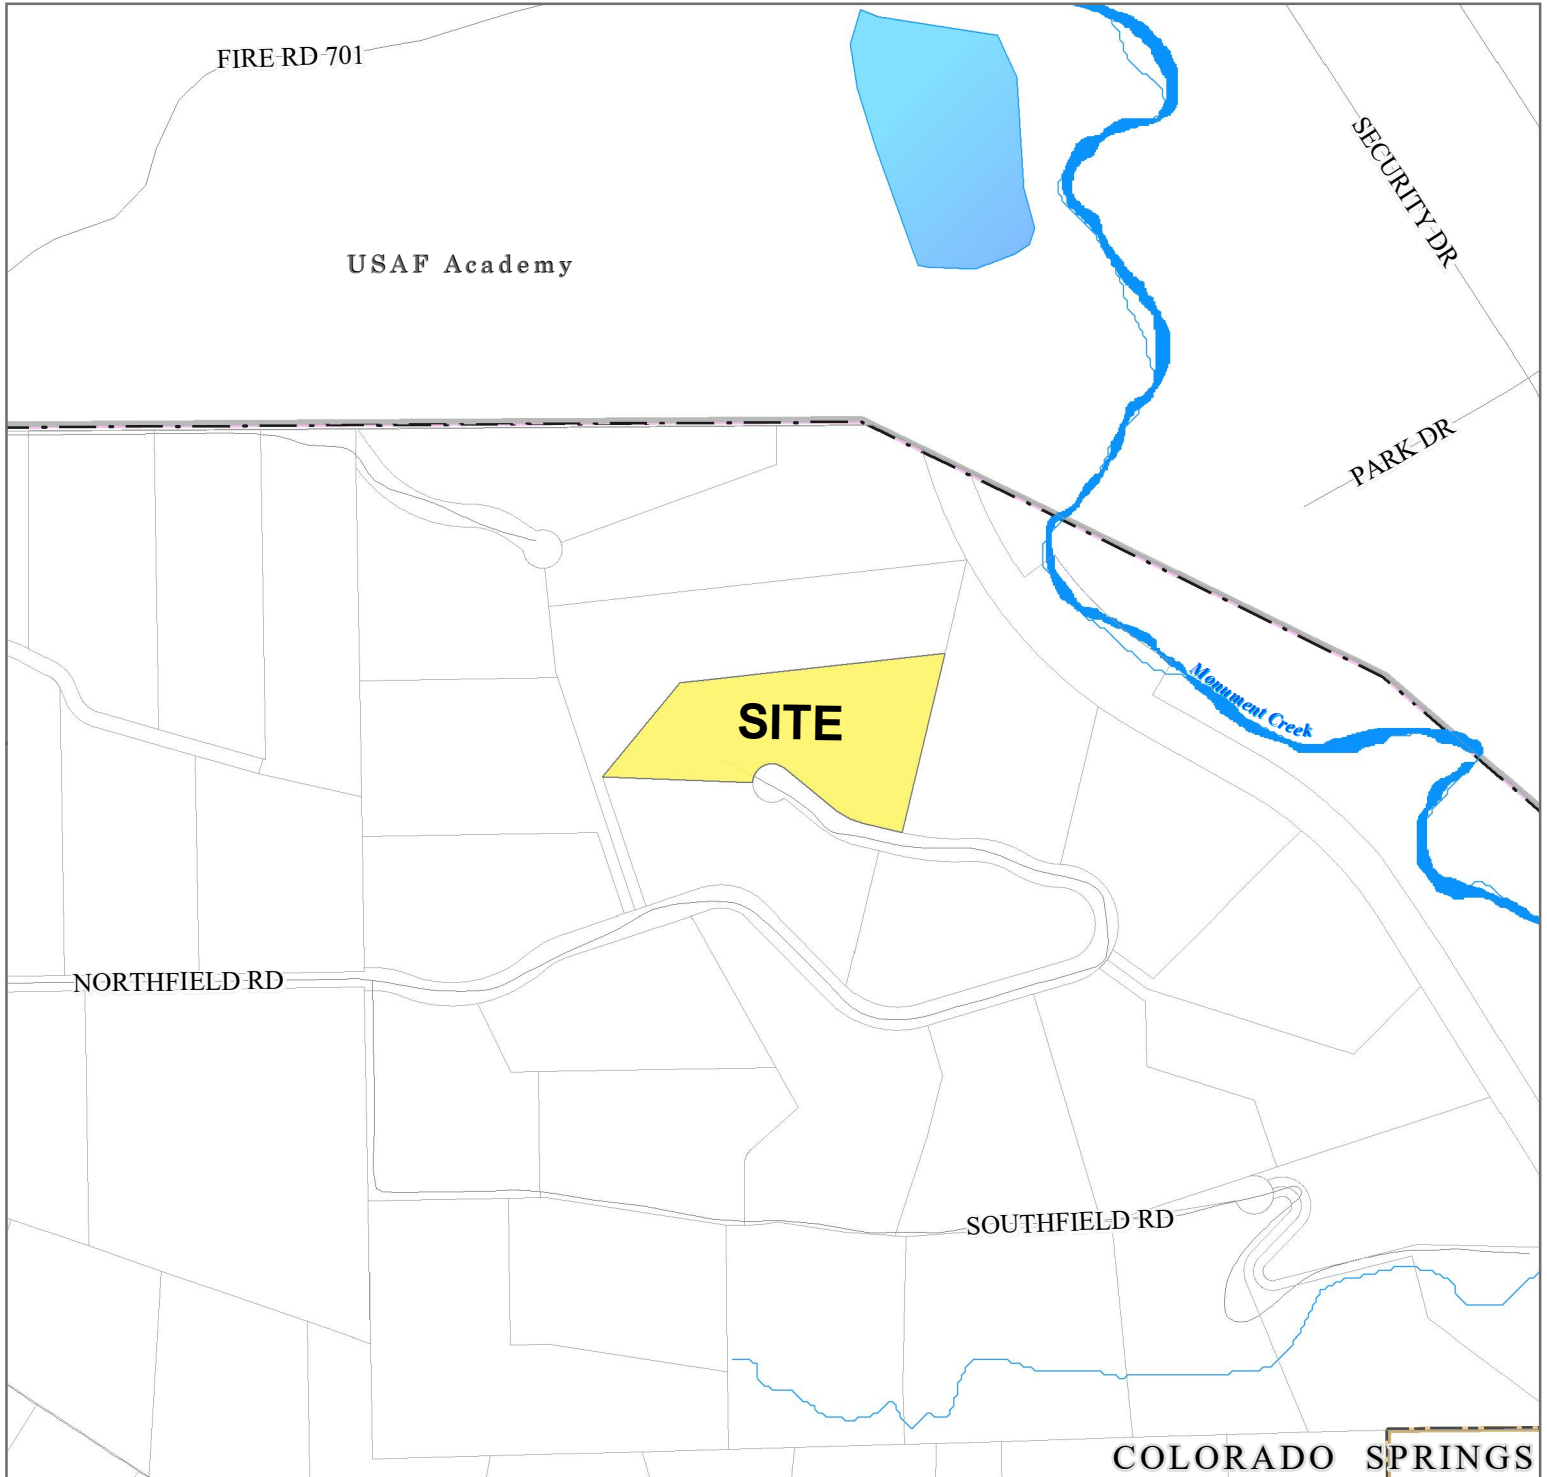 FIRE RD 701
SECURITY DR
USAF Academy
PARK DR
SITE
Monument Creek
NORTHFIELD RD
SOUTHFIELD RD
COLORADO SPRINGS